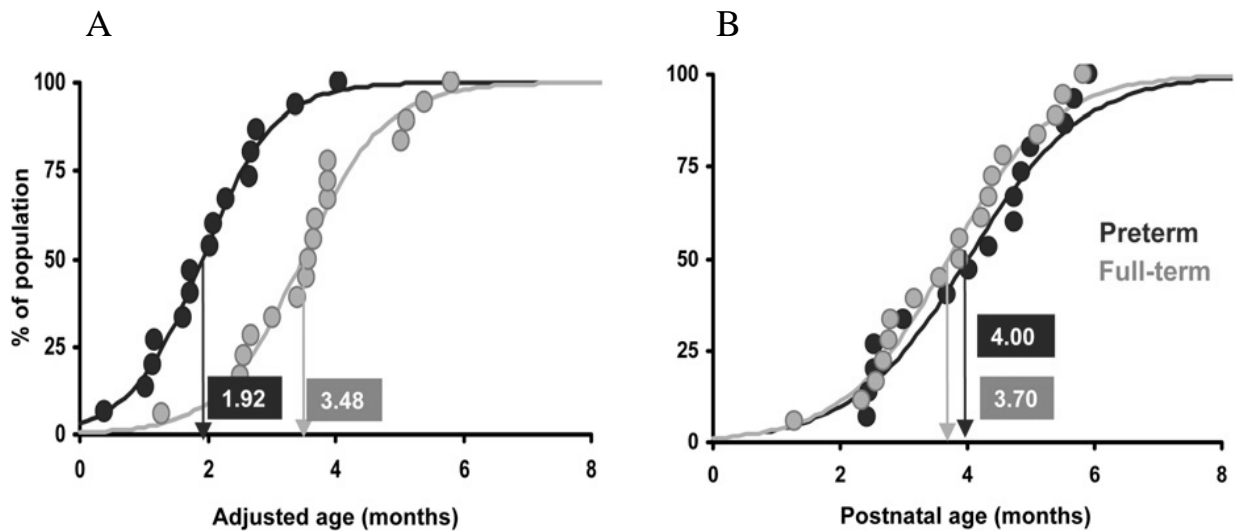 A
B
100
75
50
25
0
% of population
1.92
3.48
0 2 4 6 8
Adjusted age (months)
100
75
50
25
0
Preterm
Full-term
4.00
3.70
0 2 4 6 8
Postnatal age (months)